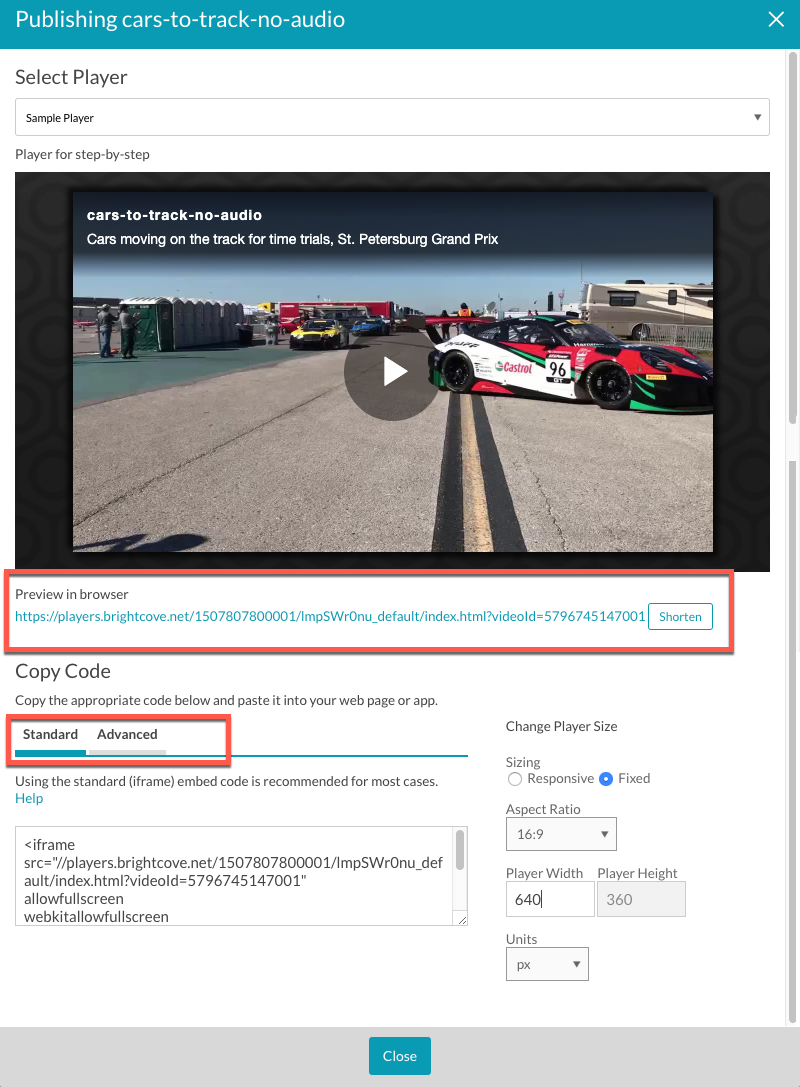 Publishing cars-to-track-no-audio
Select Player
Sample Player
Player for step-by-step
cars-to-track-no-audio
Cars moving on the track for time trials, St. Petersburg Grand Prix
Castrol
96
GT
Preview in browser
https://players.brightcove.net/1507807800001/lmpSWr0nu_default/index.html?videoId=5796745147001 Shorten
Copy Code
Copy the appropriate code below and paste it into your web page or app.
Standard Advanced
Using the standard (iframe) embed code is recommended for most cases.
Help
<iframe
src="//players.brightcove.net/1507807800001/lmpSWr0nu_def
ault/index.html?videoId=5796745147001"
allowfullscreen
webkitallowfullscreen
Change Player Size
Sizing
Responsive Fixed
Aspect Ratio
16:9
Player Width Player Height
640 360
Units
px
Close